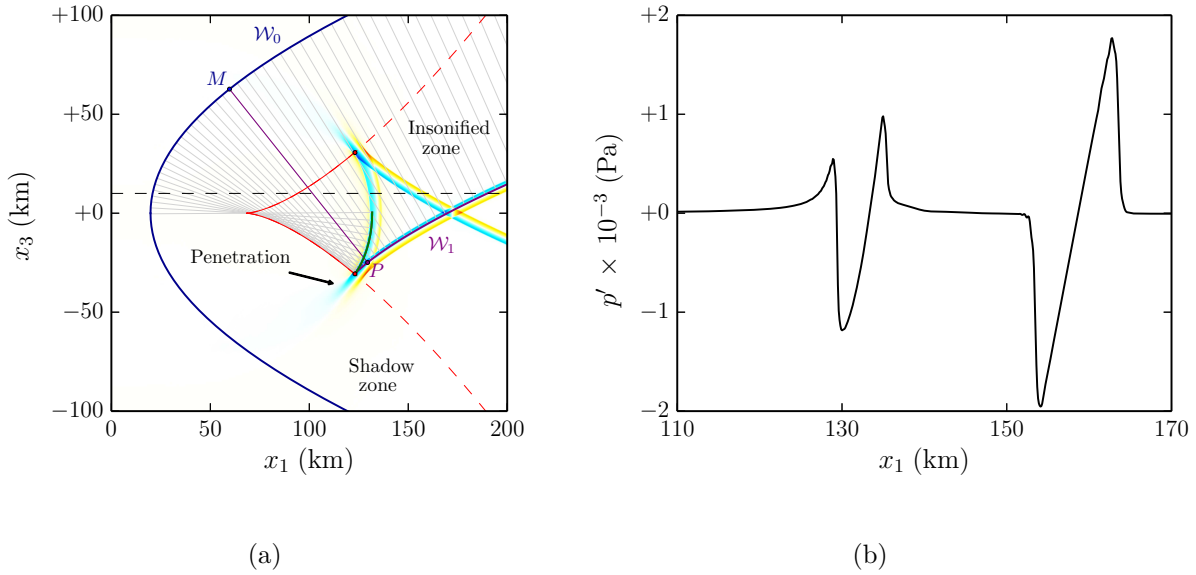 +100
+50
+0
−50
−100
x₃ (km)
0
50
100
150
200
x₁ (km)
𝒲₀
M
Insonified
zone
𝒲₁
Penetration
P
Shadow
zone
(a)
+2
+1
+0
−1
−2
p′ × 10⁻³ (Pa)
110
130
150
170
x₁ (km)
(b)